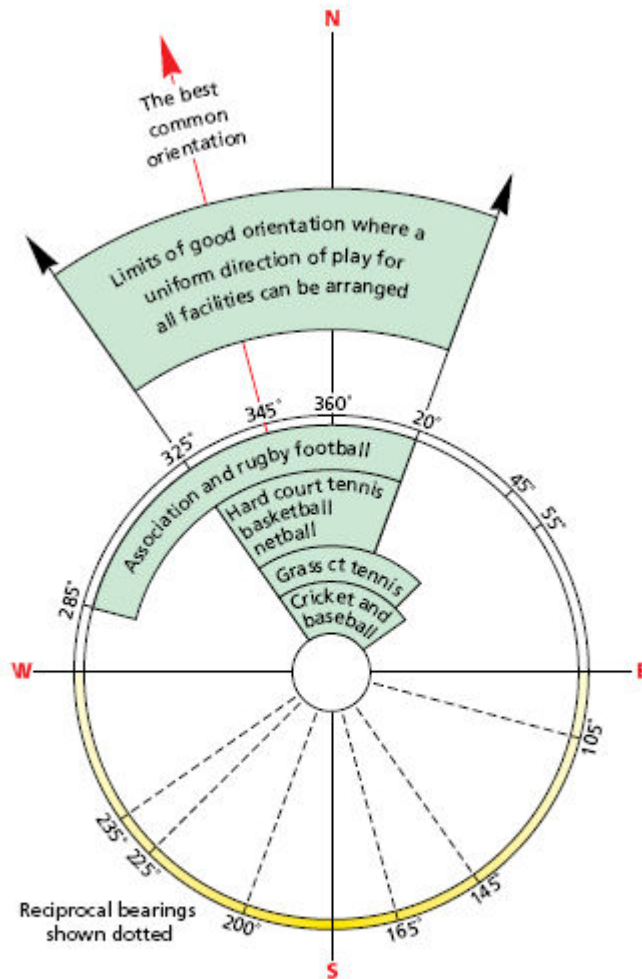 N
The best
common
orientation
Limits of good orientation where a
uniform direction of play for
all facilities can be arranged
325°
345°
360°
20°
45°
55°
Association and rugby football
Hard court tennis
basketball
netball
Grass ct tennis
Cricket and
baseball
285°
W
E
105°
235°
225°
200°
165°
145°
Reciprocal bearings
shown dotted
S